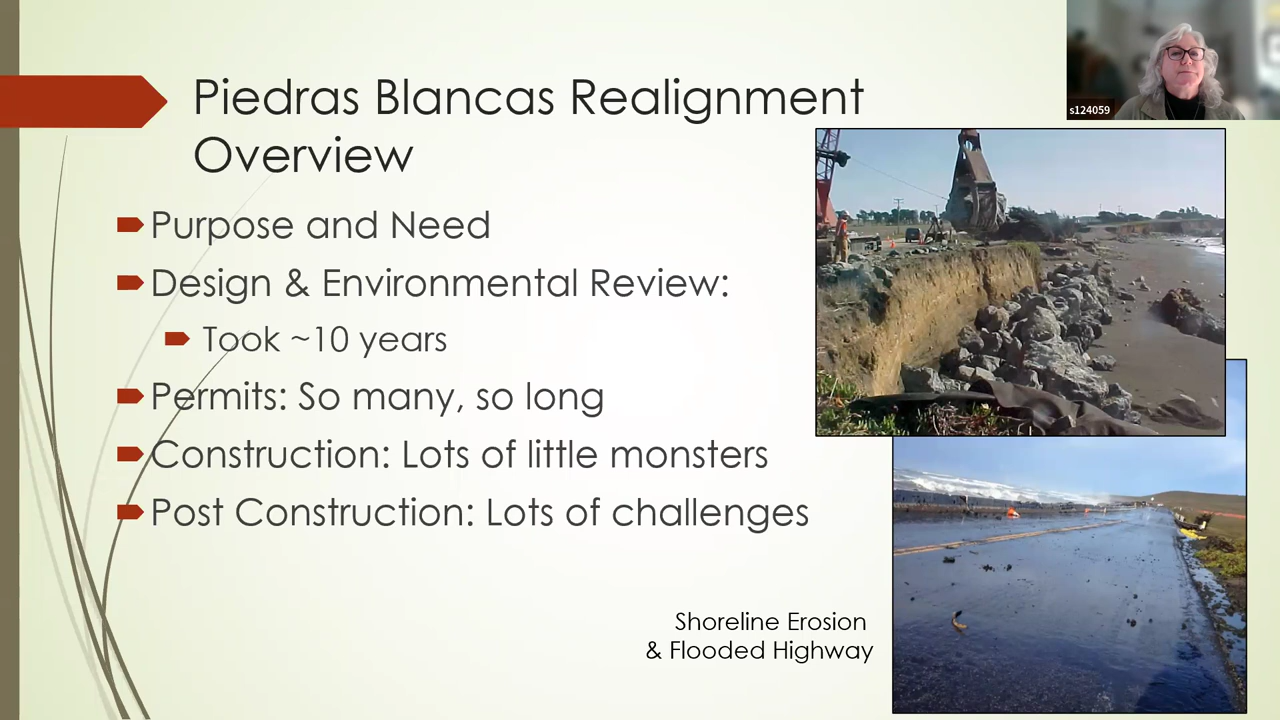 Piedras Blancas Realignment
Overview
Purpose and Need
Design & Environmental Review:
Took ~10 years
Permits: So many, so long
Construction: Lots of little monsters
Post Construction: Lots of challenges
Shoreline Erosion
& Flooded Highway
s124059